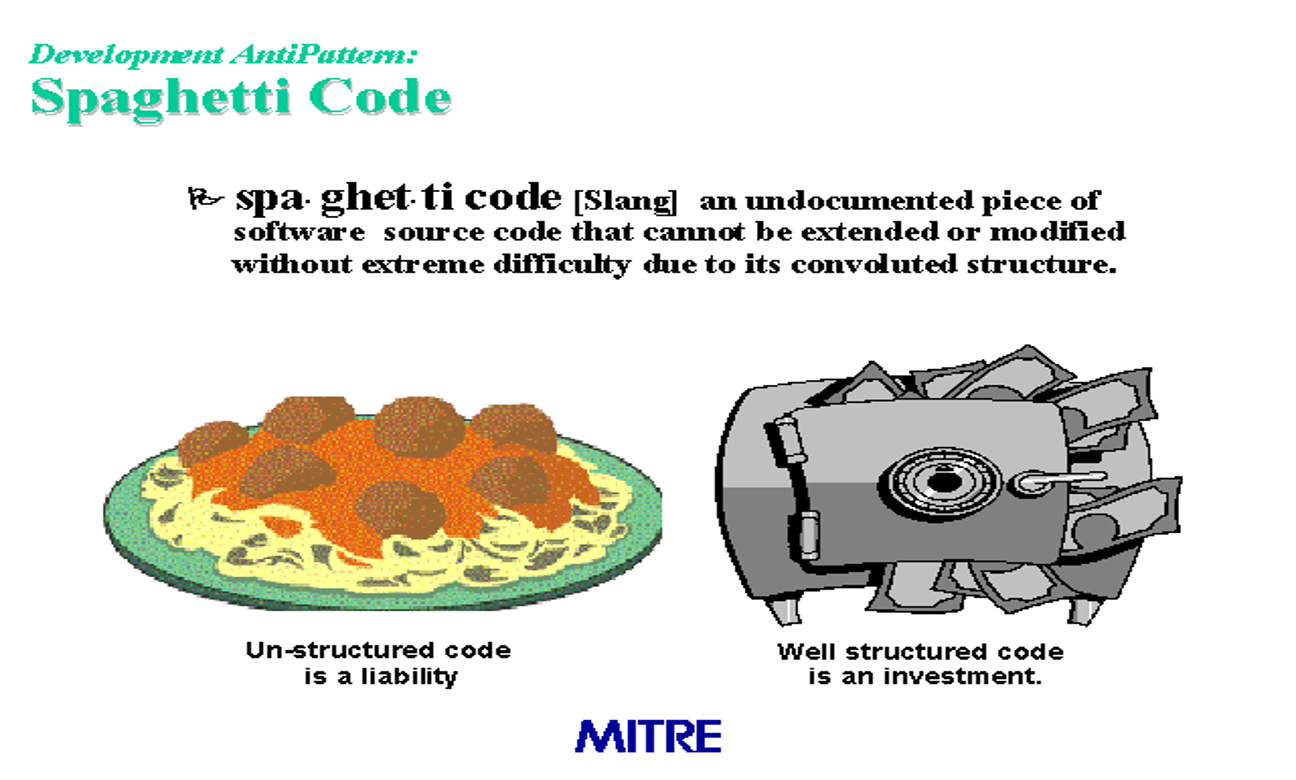 Development AntiPattern:
Spaghetti Code
spa· ghet· ti code [Slang] an undocumented piece of
software source code that cannot be extended or modified
without extreme difficulty due to its convoluted structure.
Un-structured code
is a liability
Well structured code
is an investment.
MITRE